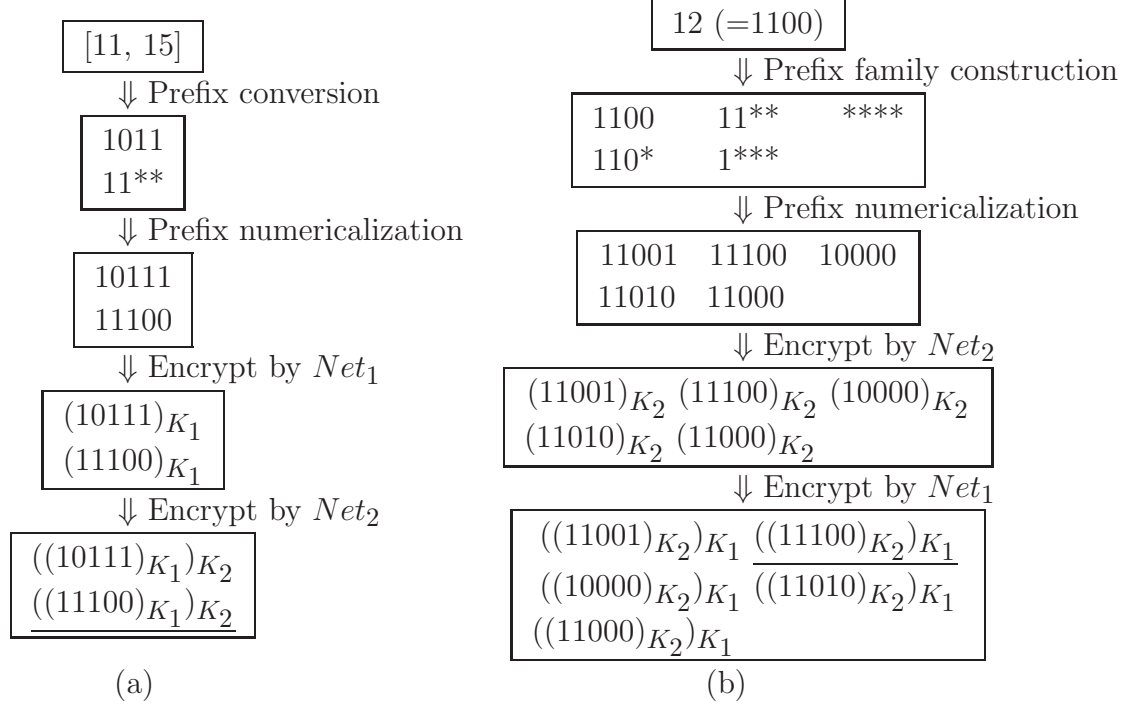 [11, 15]
⇓ Prefix conversion
1011
11**
⇓ Prefix numericalization
10111
11100
⇓ Encrypt by Net1
(10111)K1
(11100)K1
⇓ Encrypt by Net2
((10111)K1)K2
((11100)K1)K2
(a)
12 (=1100)
⇓ Prefix family construction
1100 11** ****
110* 1***
⇓ Prefix numericalization
11001 11100 10000
11010 11000
⇓ Encrypt by Net2
(11001)K2 (11100)K2 (10000)K2
(11010)K2 (11000)K2
⇓ Encrypt by Net1
((11001)K2)K1 ((11100)K2)K1
((10000)K2)K1 ((11010)K2)K1
((11000)K2)K1
(b)